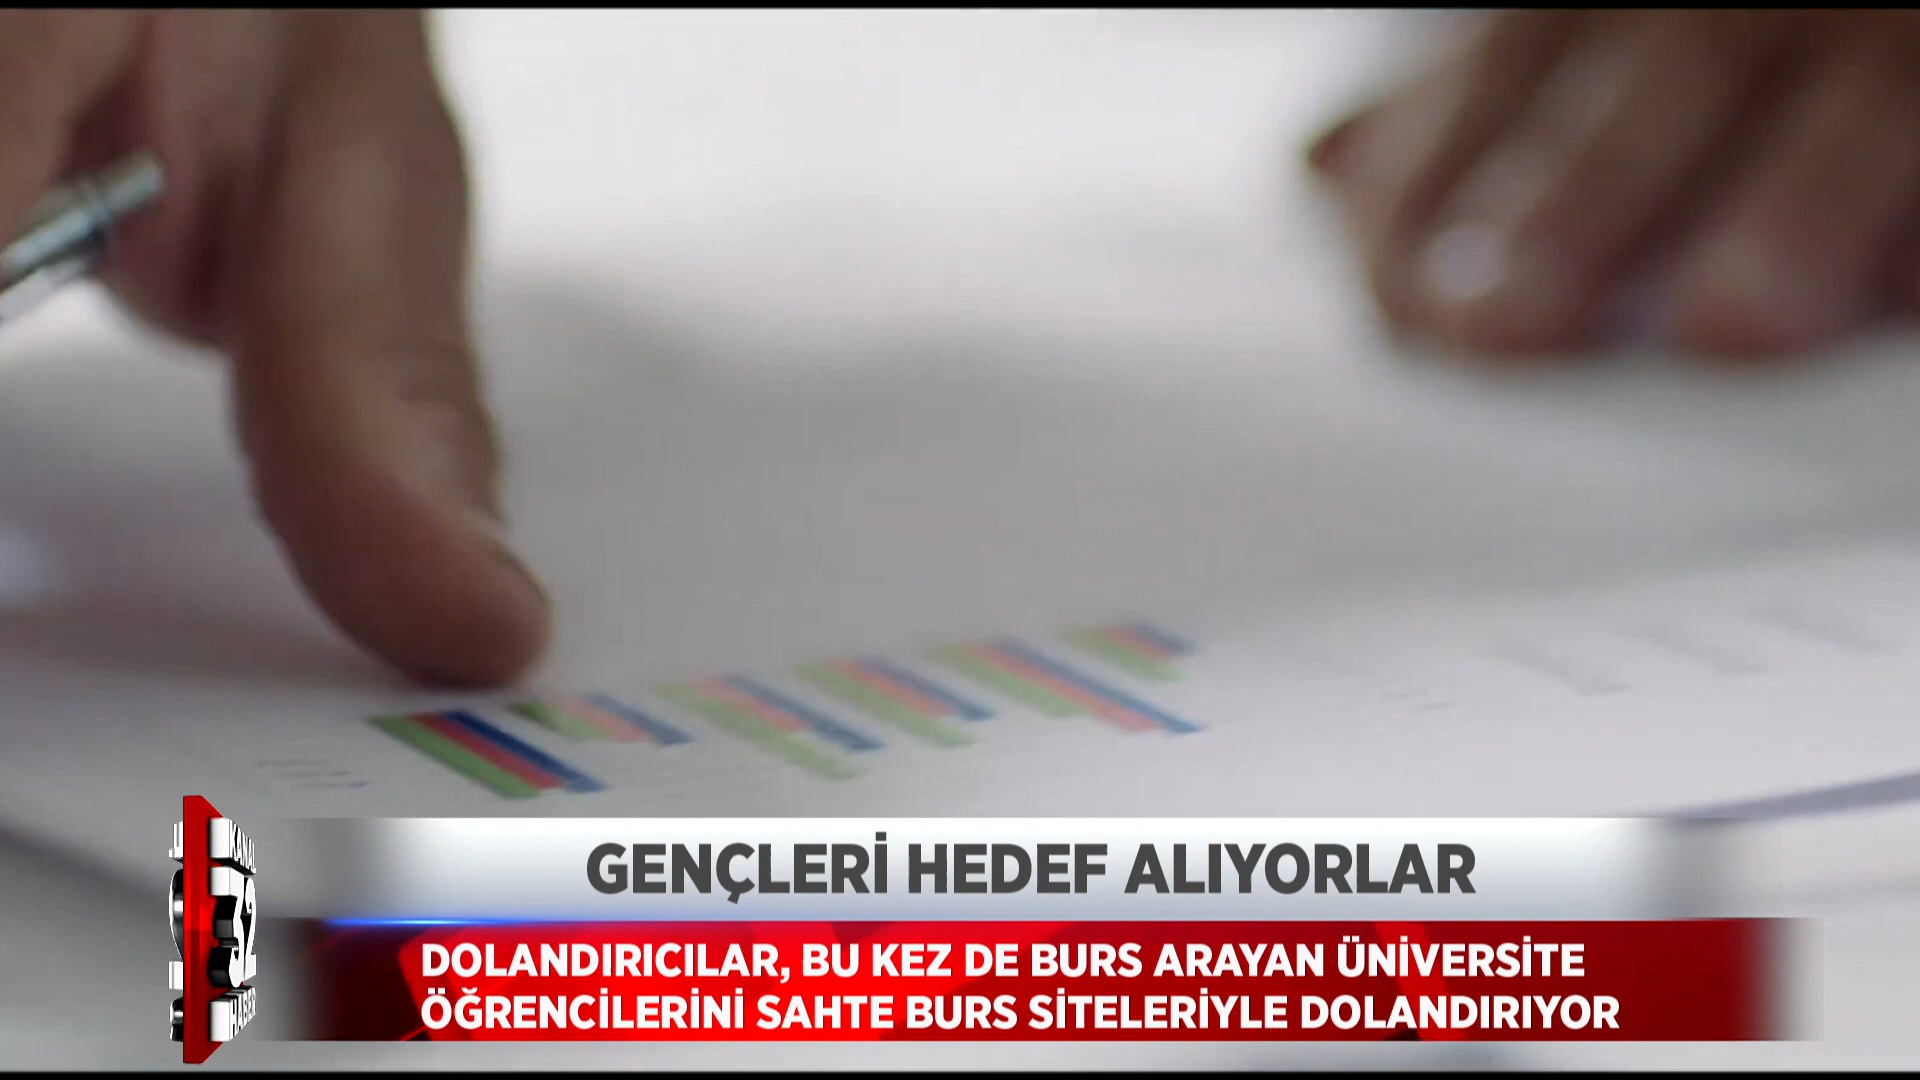 GENÇLERİ HEDEF ALIYORLAR
DOLANDIRICILAR, BU KEZ DE BURS ARAYAN ÜNİVERSİTE
ÖĞRENCİLERİNİ SAHTE BURS SİTELERİYLE DOLANDIRIYOR
KANAL
32
HABER